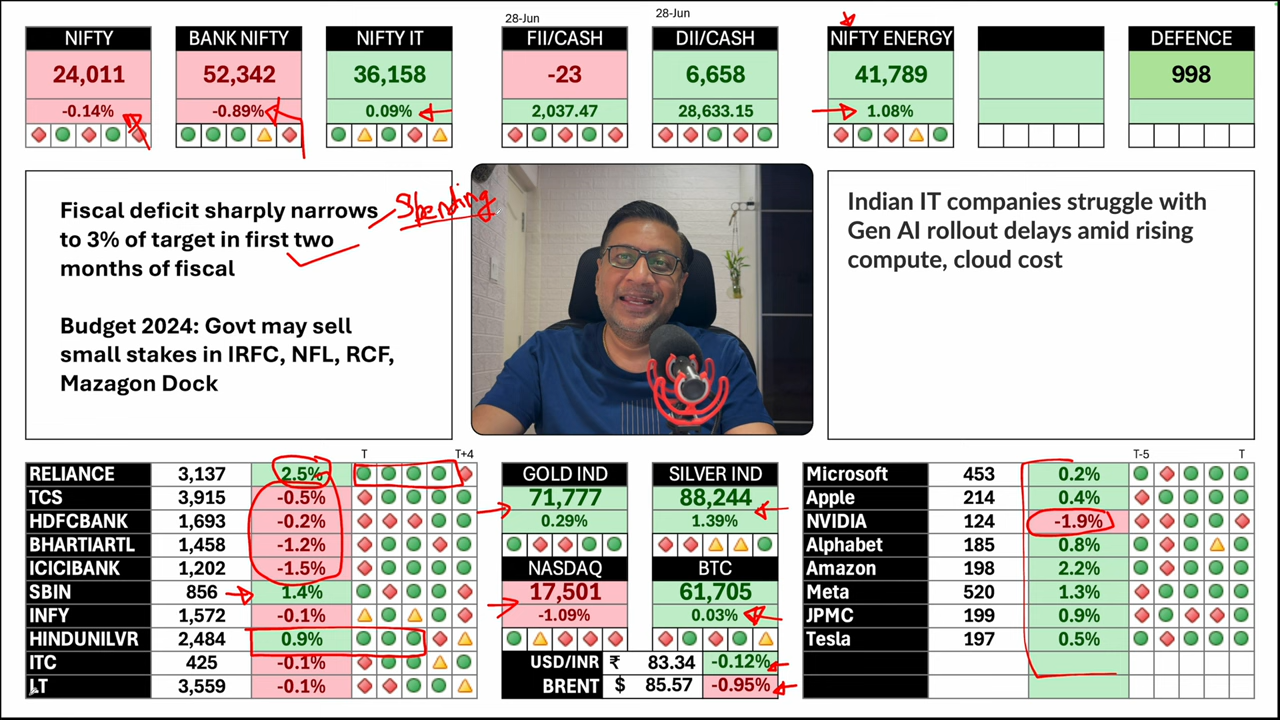 28-Jun
28-Jun
NIFTY
24,011
-0.14%
BANK NIFTY
52,342
-0.89%
NIFTY IT
36,158
0.09%
FII/CASH
-23
2,037.47
DII/CASH
6,658
28,633.15
NIFTY ENERGY
41,789
1.08%
DEFENCE
998
Fiscal deficit sharply narrows
to 3% of target in first two
months of fiscal
Spending
Budget 2024: Govt may sell
small stakes in IRFC, NFL, RCF,
Mazagon Dock
Indian IT companies struggle with
Gen AI rollout delays amid rising
compute, cloud cost
T T+4
RELIANCE 3,137 2.5%
TCS 3,915 -0.5%
HDFCBANK 1,693 -0.2%
BHARTIARTL 1,458 -1.2%
ICICIBANK 1,202 -1.5%
SBIN 856 1.4%
INFY 1,572 -0.1%
HINDUNILVR 2,484 0.9%
ITC 425 -0.1%
LT 3,559 -0.1%
GOLD IND
71,777
0.29%
SILVER IND
88,244
1.39%
NASDAQ
17,501
-1.09%
BTC
61,705
0.03%
USD/INR ₹ 83.34 -0.12%
BRENT $ 85.57 -0.95%
T-5 T
Microsoft 453 0.2%
Apple 214 0.4%
NVIDIA 124 -1.9%
Alphabet 185 0.8%
Amazon 198 2.2%
Meta 520 1.3%
JPMC 199 0.9%
Tesla 197 0.5%